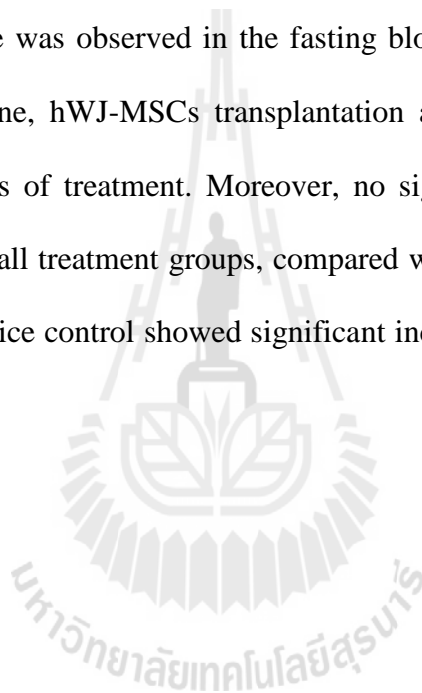 e was observed in the fasting blo
ne, hWJ-MSCs transplantation a
s of treatment. Moreover, no sig
all treatment groups, compared w
ice control showed significant inc
มหาวิทยาลัยเทคโนโลยีสุรนารี